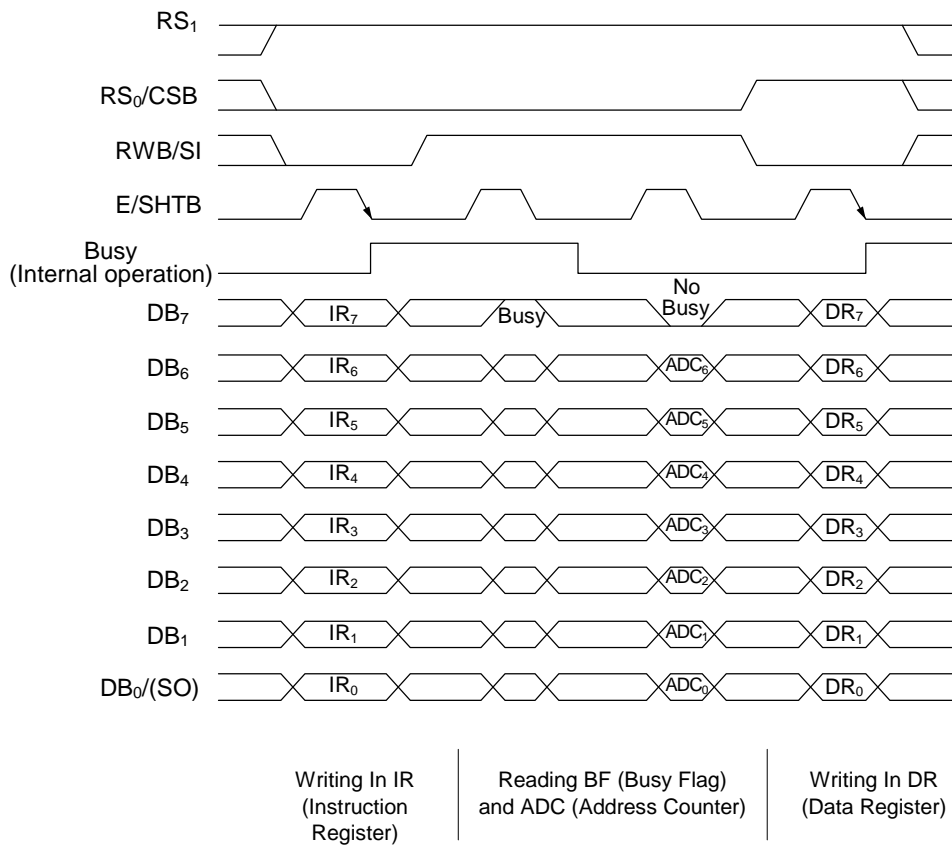 RS₁
RS₀/CSB
RWB/SI
E/SHTB
Busy
(Internal operation)
DB₇ IR₇ Busy No Busy DR₇
DB₆ IR₆ ADC₆ DR₆
DB₅ IR₅ ADC₅ DR₅
DB₄ IR₄ ADC₄ DR₄
DB₃ IR₃ ADC₃ DR₃
DB₂ IR₂ ADC₂ DR₂
DB₁ IR₁ ADC₁ DR₁
DB₀/(SO) IR₀ ADC₀ DR₀
Writing In IR
(Instruction
Register)
Reading BF (Busy Flag)
and ADC (Address Counter)
Writing In DR
(Data Register)